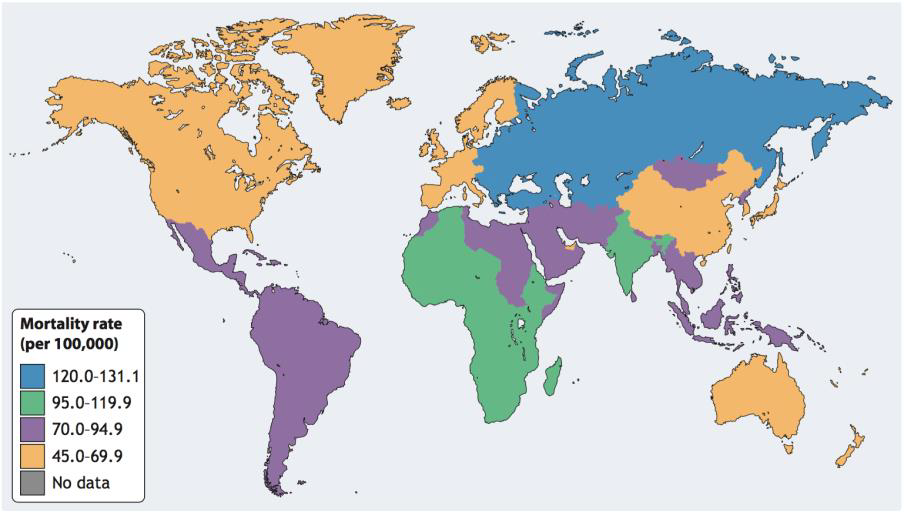 Mortality rate
(per 100,000)
120.0–131.1
95.0–119.9
70.0–94.9
45.0–69.9
No data